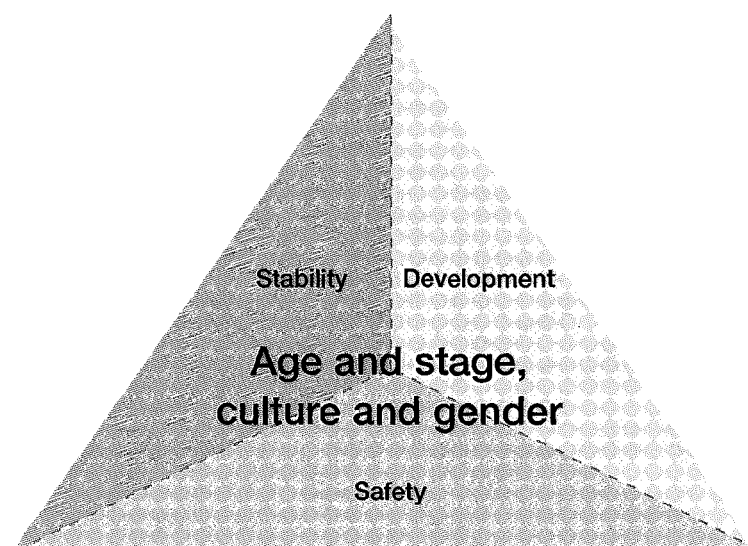 Stability Development
Age and stage,
culture and gender
Safety